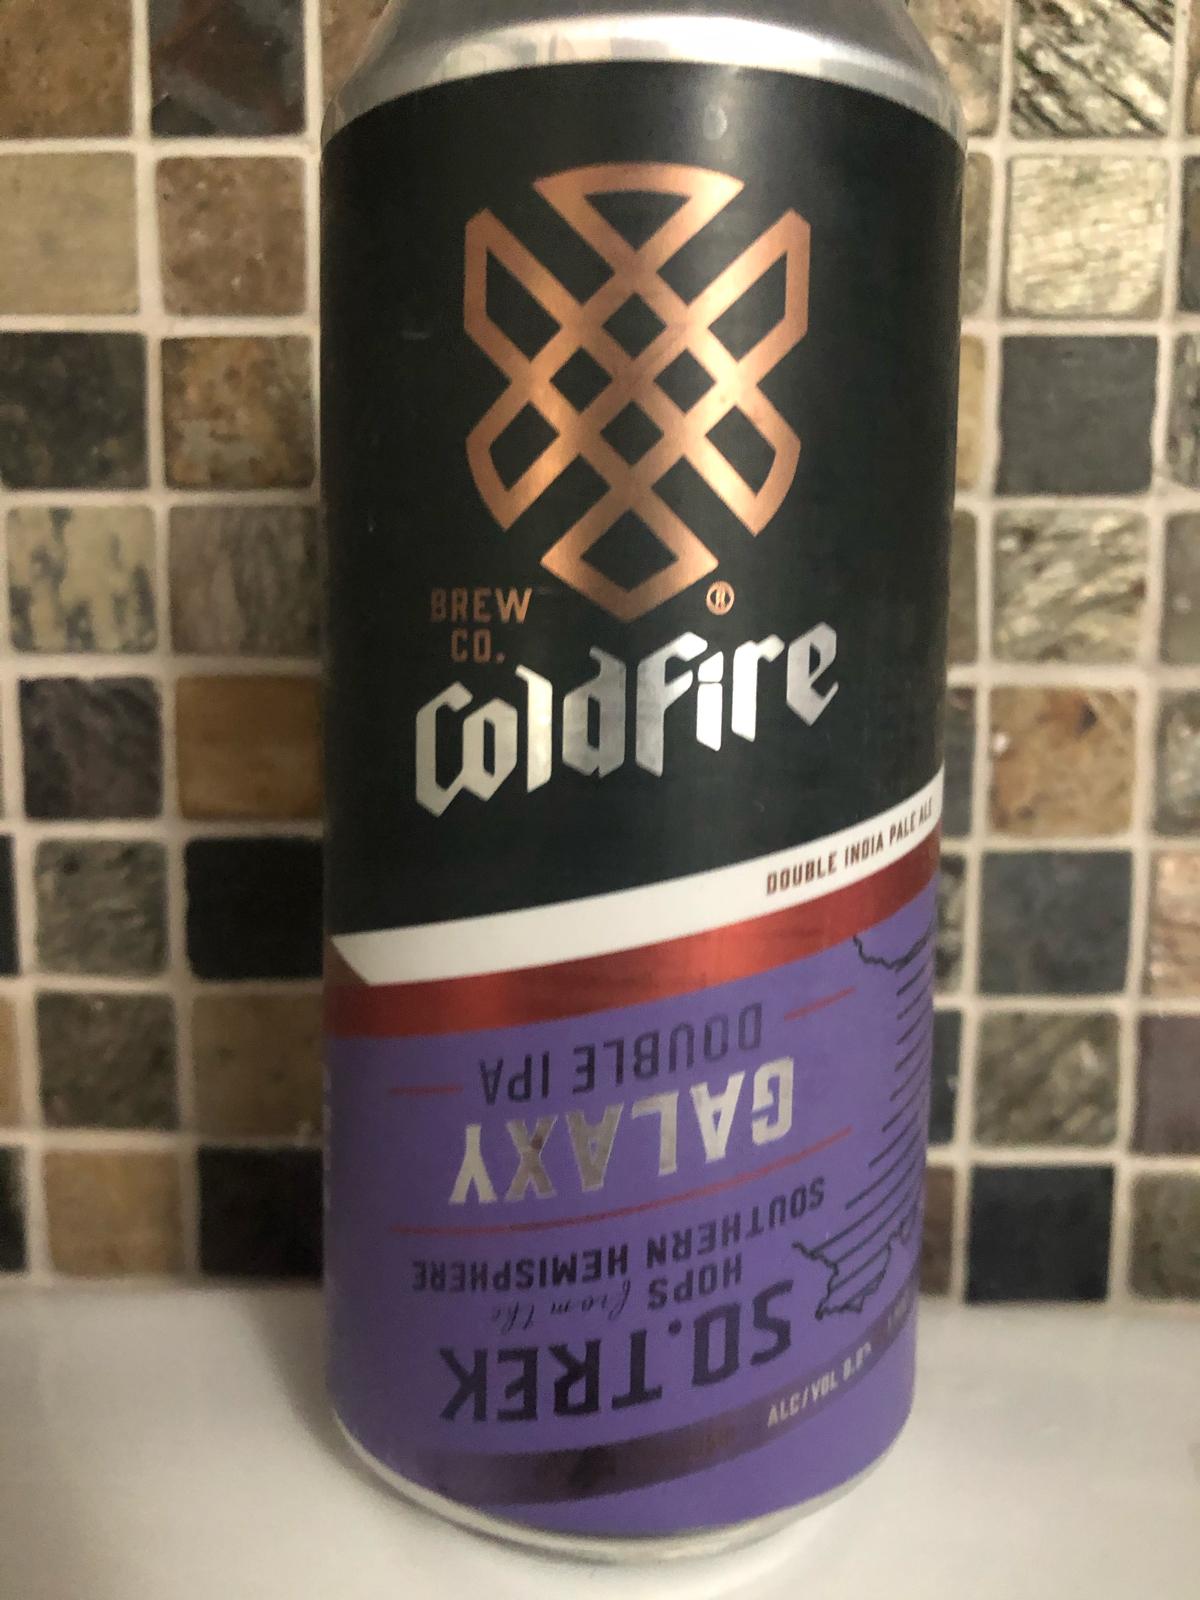 BREW
CO.
®
ColdFire
DOUBLE INDIA PALE ALE
SO.TREK
HOPS from the
SOUTHERN HEMISPHERE
GALAXY
DOUBLE IPA
ALC/VOL